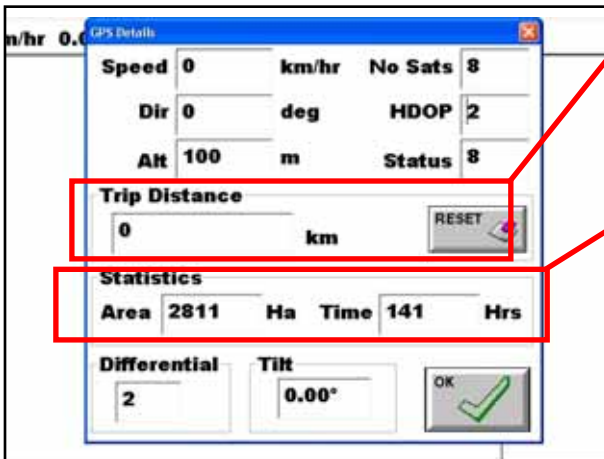 GPS Details
m/hr 0.0
Speed 0 km/hr No Sats 8
Dir 0 deg HDOP 2
Alt 100 m Status 8
Trip Distance
0 km RESET
Statistics
Area 2811 Ha Time 141 Hrs
Differential Tilt
2 0.00° OK